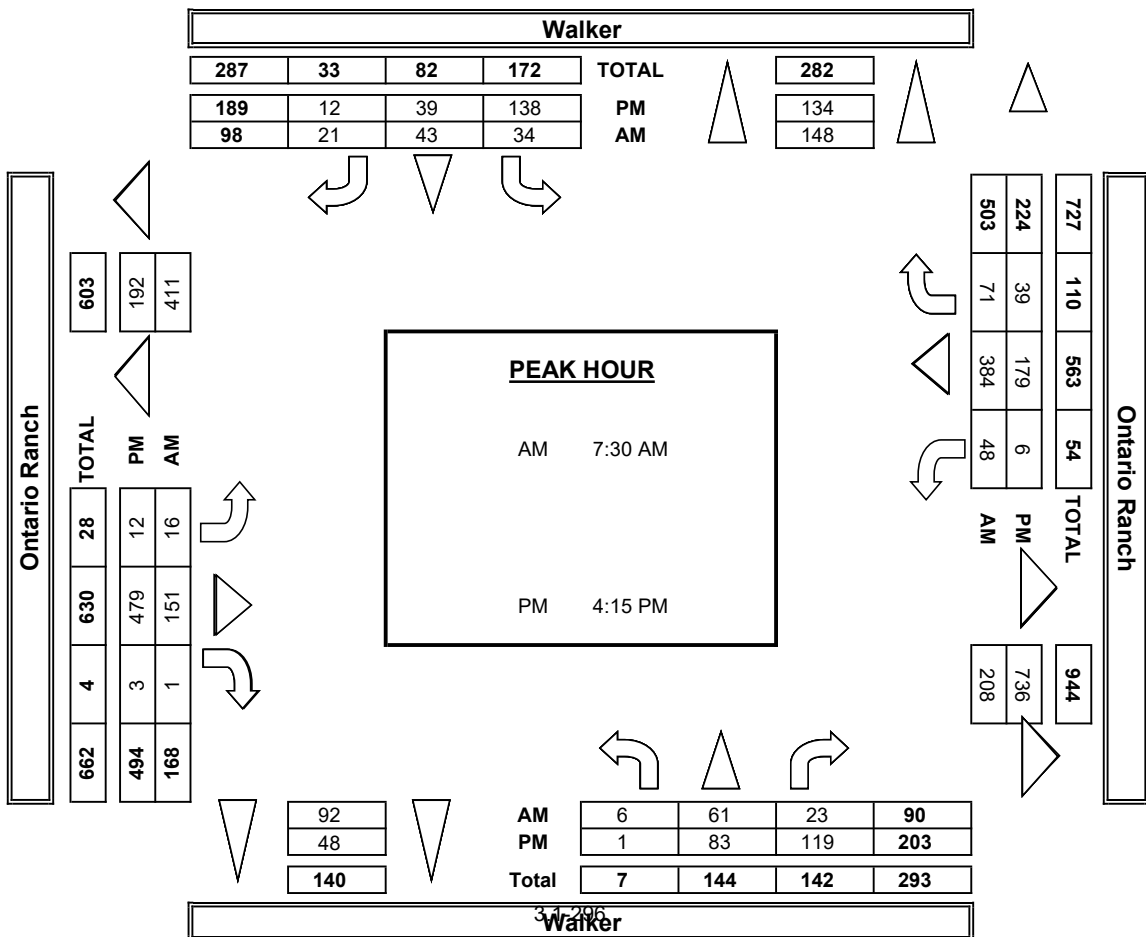 Walker
287 33 82 172 TOTAL 282
189 12 39 138 PM 134
98 21 43 34 AM 148
Ontario Ranch
603
192
411
TOTAL
PM
AM
28 630 4 662
12 479 3 494
16 151 1 168
PEAK HOUR
AM 7:30 AM
PM 4:15 PM
727 110 563 54 TOTAL 944
224 39 179 6 PM 736
503 71 384 48 AM 208
Ontario Ranch
92 AM 6 61 23 90
48 PM 1 83 119 203
140 Total 7 144 142 293
3.1-296
Walker